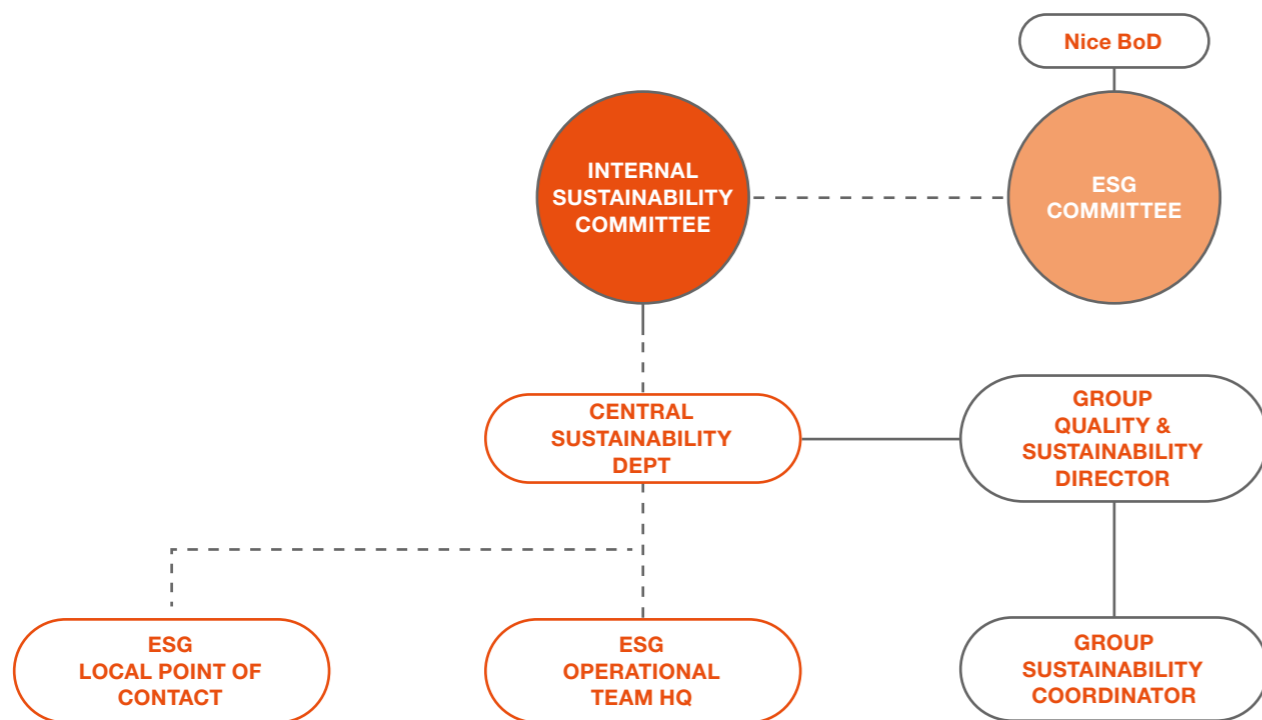 Nice BoD
INTERNAL
SUSTAINABILITY
COMMITTEE
ESG
COMMITTEE
CENTRAL
SUSTAINABILITY
DEPT
GROUP
QUALITY &
SUSTAINABILITY
DIRECTOR
ESG
LOCAL POINT OF
CONTACT
ESG
OPERATIONAL
TEAM HQ
GROUP
SUSTAINABILITY
COORDINATOR